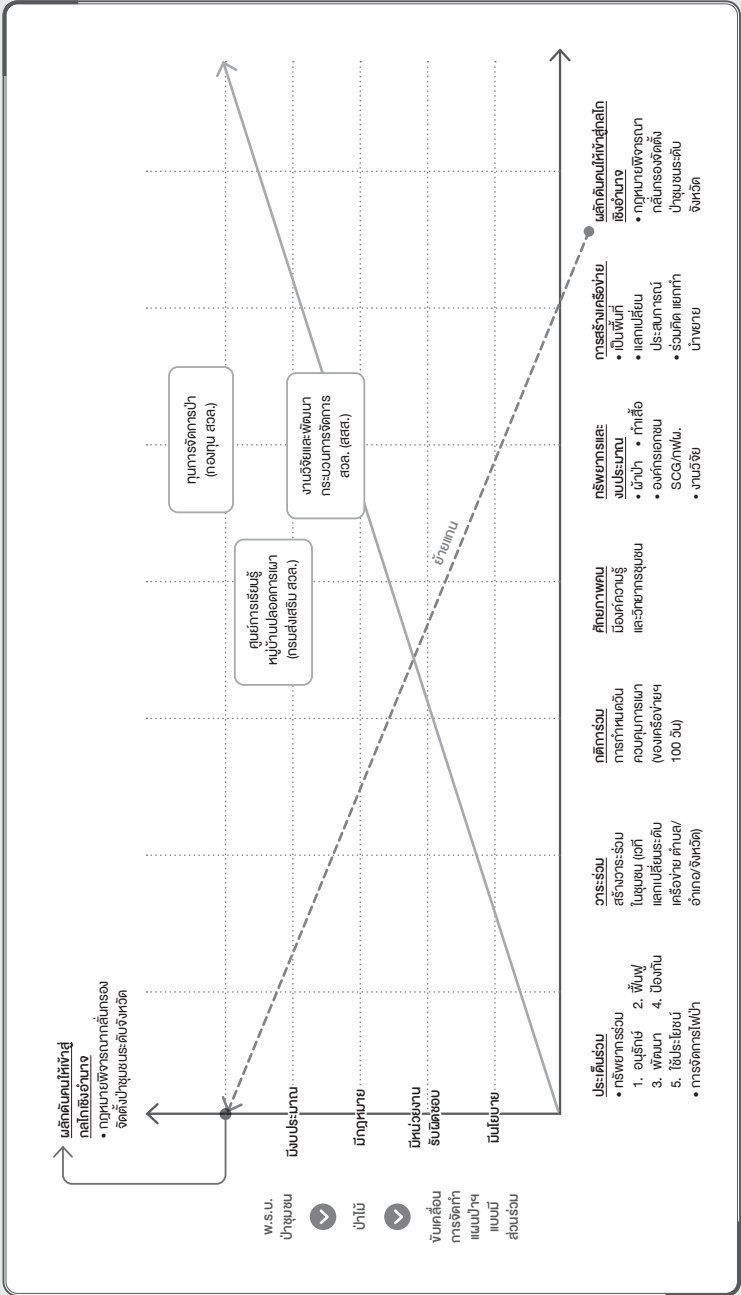 ผลักดันคนให้เข้าสู่
กลไกเชิงอำนาจ
• กฎหมายพิจารณากลั่นกรอง
จัดตั้งป่าชุมชนระดับจังหวัด
พ.ร.บ.
ป่าชุมชน
ป่าไม้
ขับเคลื่อน
การจัดทำ
แผนป่าฯ
แบบมี
ส่วนร่วม
มีงบประมาณ
มีกฎหมาย
มีหน่วยงาน
รับผิดชอบ
มีนโยบาย
ทุนการจัดการป่า
(กองทุน สวล.)
ศูนย์การเรียนรู้
หมู่บ้านปลอดการเผา
(กรมส่งเสริม สวล.)
งานวิจัยและพัฒนา
กระบวนการจัดการ
สวล. (สสส.)
ย้ายแกน
ประเด็นร่วม
• ทรัพยากรร่วม
1. อนุรักษ์ 2. ฟื้นฟู
3. พัฒนา 4. ป้องกัน
5. ใช้ประโยชน์
• การจัดการไฟป่า
วาระร่วม
สร้างวาระร่วม
ในชุมชน (เวที
แลกเปลี่ยนระดับ
เครือข่าย ตำบล/
อำเภอ/จังหวัด)
กติการ่วม
การกำหนดวัน
ควบคุมการเผา
(ของเครือข่ายฯ
100 วัน)
ศักยภาพคน
มีองค์ความรู้
และวิทยากรชุมชน
ทรัพยากรและ
งบประมาณ
• ผ้าป่า • ทำเสื้อ
• องค์กรเอกชน
SCG/กฟผ.
• งานวิจัย
การสร้างเครือข่าย
• เป็นพื้นที่
• แลกเปลี่ยน
ประสบการณ์
• ร่วมคิด แยกทำ
นำขยาย
ผลักดันคนให้เข้าสู่กลไก
เชิงอำนาจ
• กฎหมายพิจารณา
กลั่นกรองจัดตั้ง
ป่าชุมชนระดับ
จังหวัด